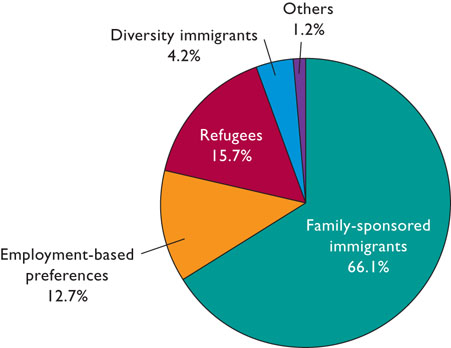 Others
1.2%
Diversity immigrants
4.2%
Refugees
15.7%
Family-sponsored
immigrants
66.1%
Employment-based
preferences
12.7%